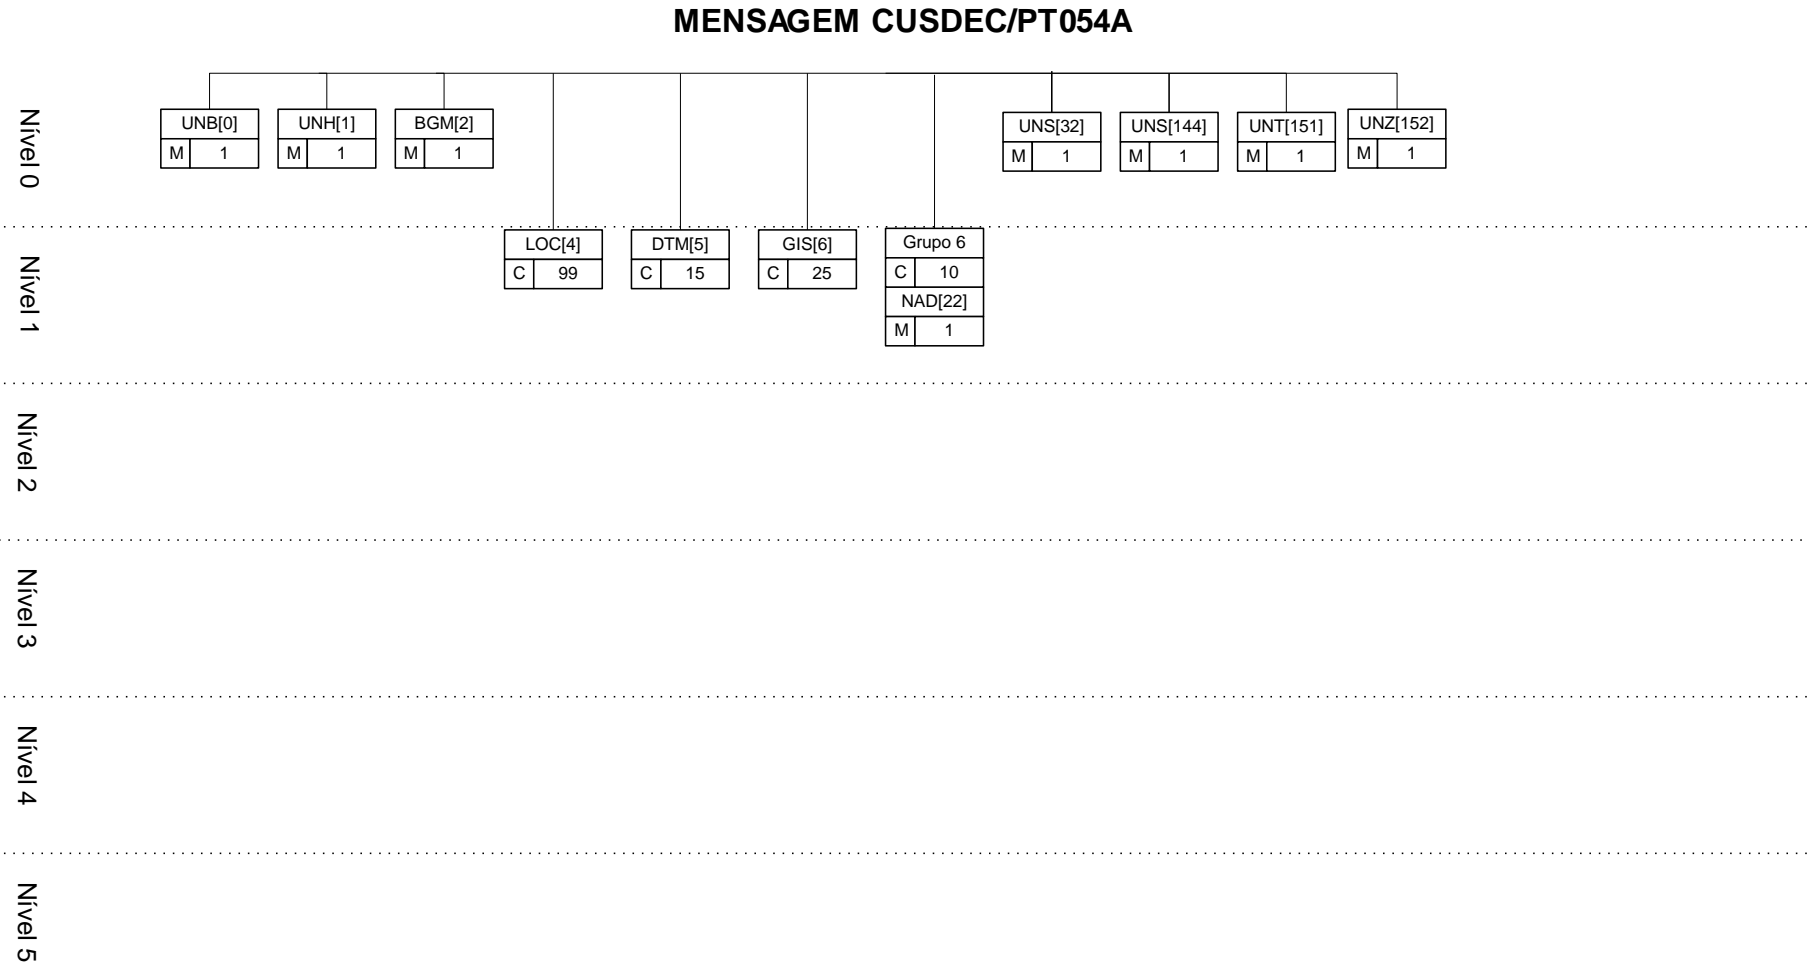 MENSAGEM CUSDEC/PT054A
Nível 0
UNB[0]
M 1
UNH[1]
M 1
BGM[2]
M 1
UNS[32]
M 1
UNS[144]
M 1
UNT[151]
M 1
UNZ[152]
M 1
Nível 1
LOC[4]
C 99
DTM[5]
C 15
GIS[6]
C 25
Grupo 6
C 10
NAD[22]
M 1
Nível 2
Nível 3
Nível 4
Nível 5